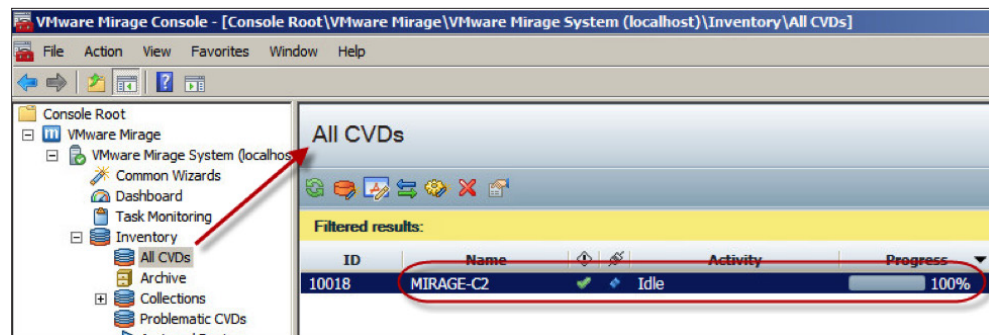 VMware Mirage Console - [Console Root\VMware Mirage\VMware Mirage System (localhost)\Inventory\All CVDs]
File Action View Favorites Window Help
Console Root
VMware Mirage
VMware Mirage System (localhos
Common Wizards
Dashboard
Task Monitoring
Inventory
All CVDs
Archive
Collections
Problematic CVDs
All CVDs
Filtered results:
ID Name Activity Progress
10018 MIRAGE-C2 Idle 100%